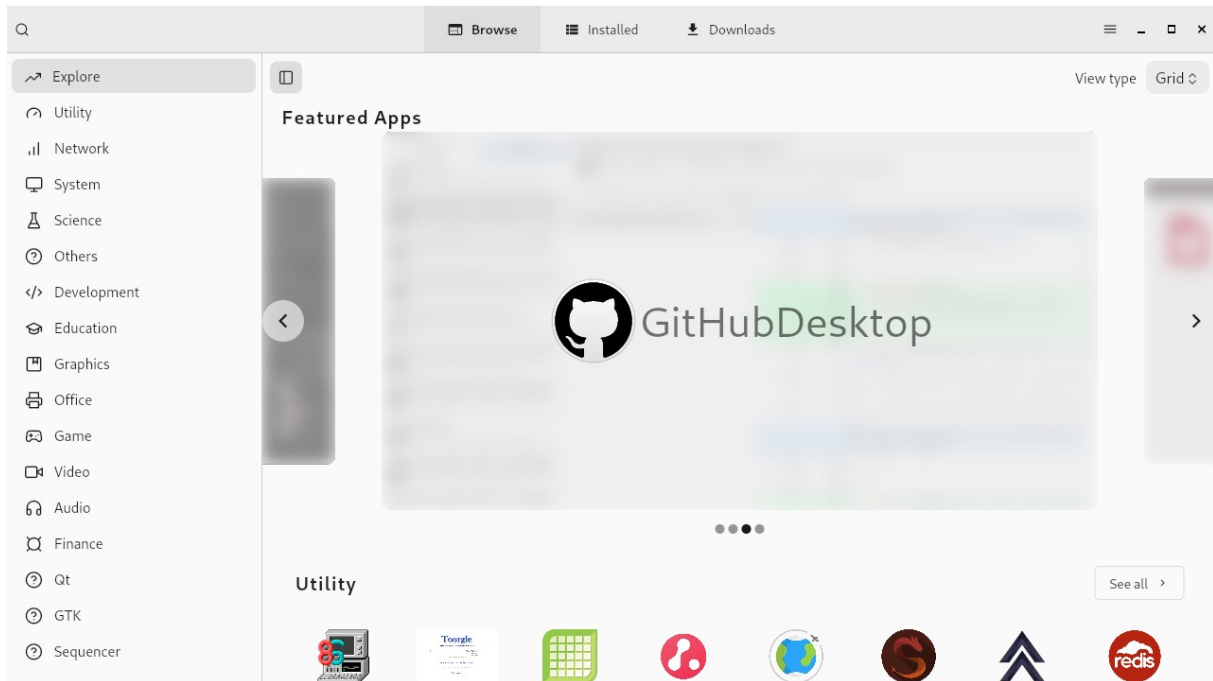 Browse
Installed
Downloads
Explore
Utility
Network
System
Science
Others
Development
Education
Graphics
Office
Game
Video
Audio
Finance
Qt
GTK
Sequencer
View type
Grid
Featured Apps
GitHubDesktop
Utility
See all
Toorgle
redis